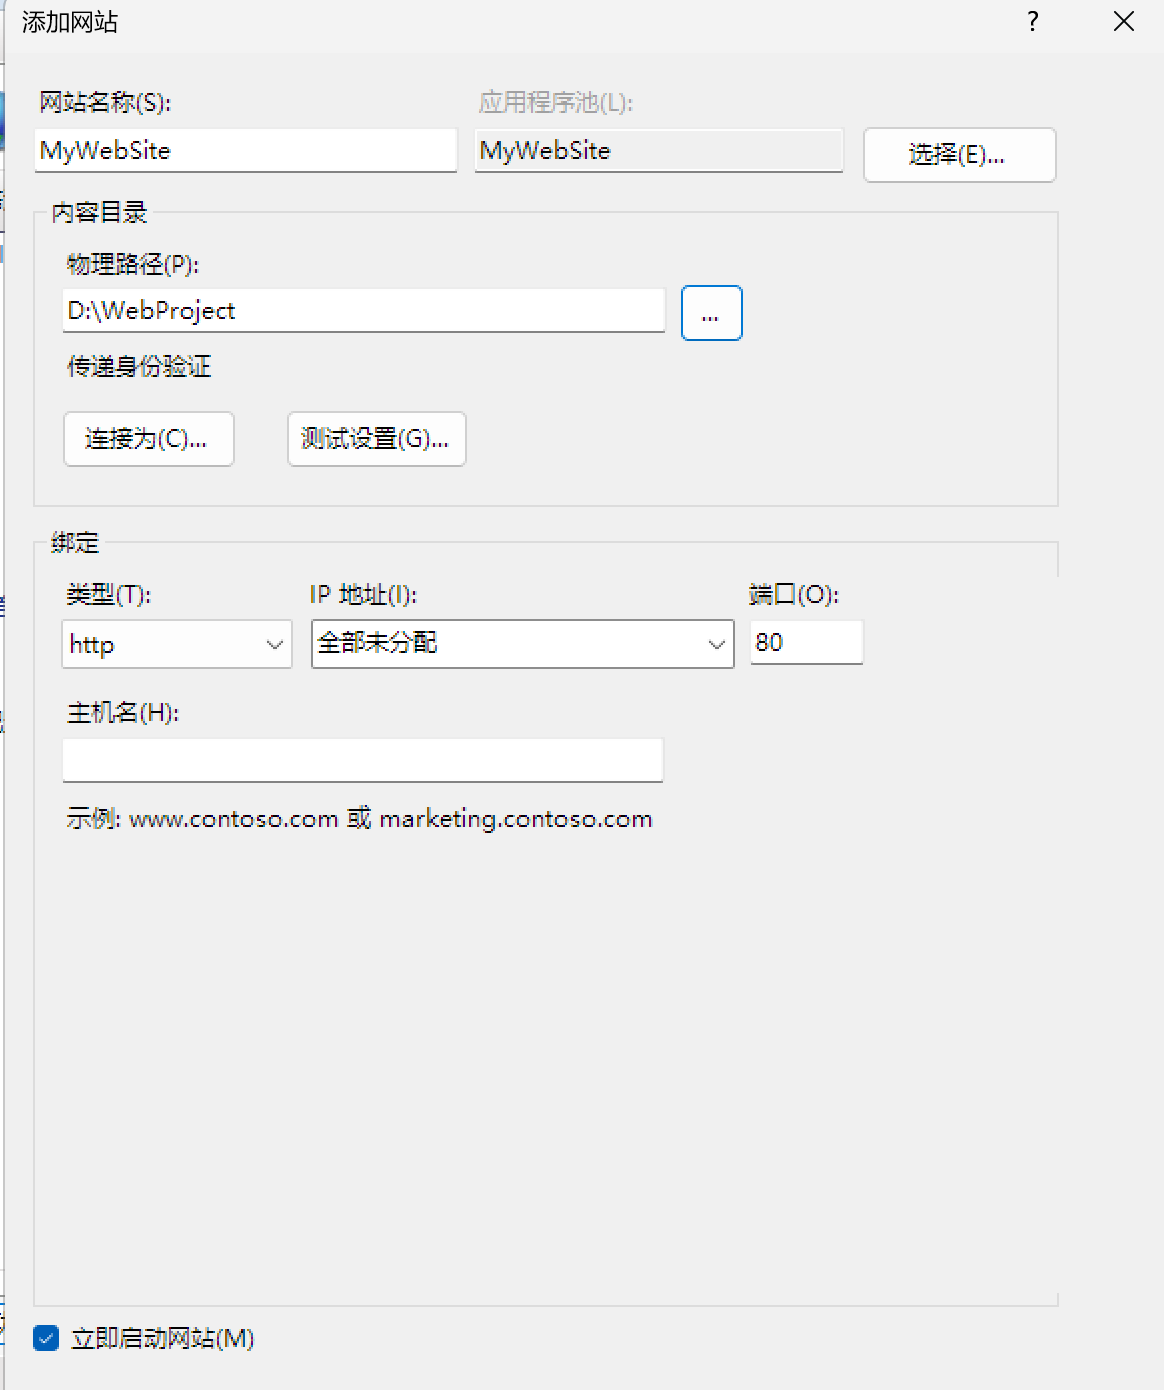 添加网站
网站名称(S):
应用程序池(L):
MyWebSite
MyWebSite
选择(E)...
内容目录
物理路径(P):
D:\WebProject
...
传递身份验证
连接为(C)...
测试设置(G)...
绑定
类型(T):
IP 地址(I):
端口(O):
http
全部未分配
80
主机名(H):
示例: www.contoso.com 或 marketing.contoso.com
立即启动网站(M)